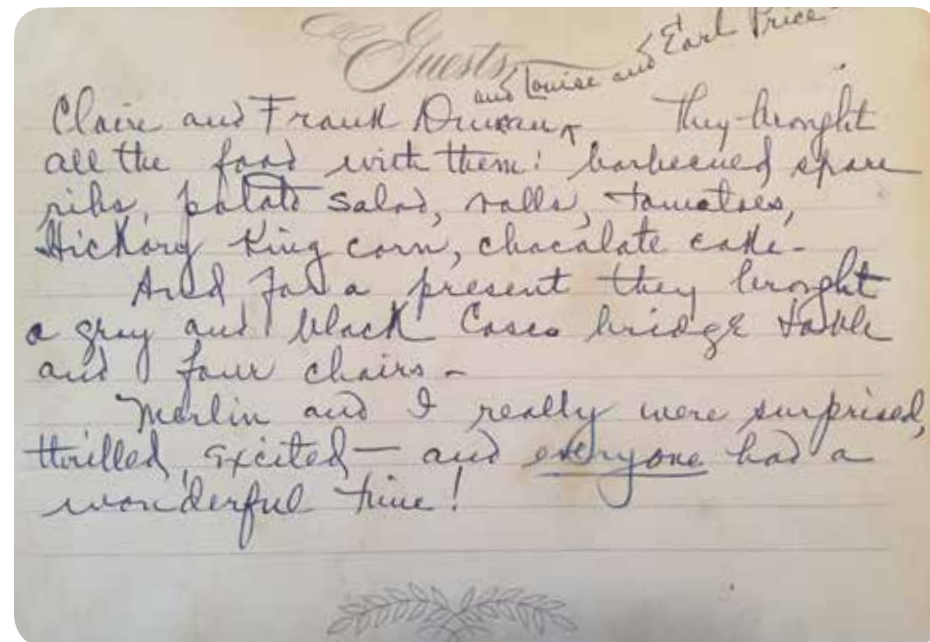 Guests
and Louise and Earl Price -
Claire and Frank Duncan They brought
all the food with them: barbecued spare
ribs, potato salad, rolls, tomatoes,
Hickory King corn, chocolate cake -
And for a present they brought
a gray and black Cosco bridge table
and four chairs -
Merlin and I really were surprised,
thrilled, excited — and everyone had a
wonderful time!